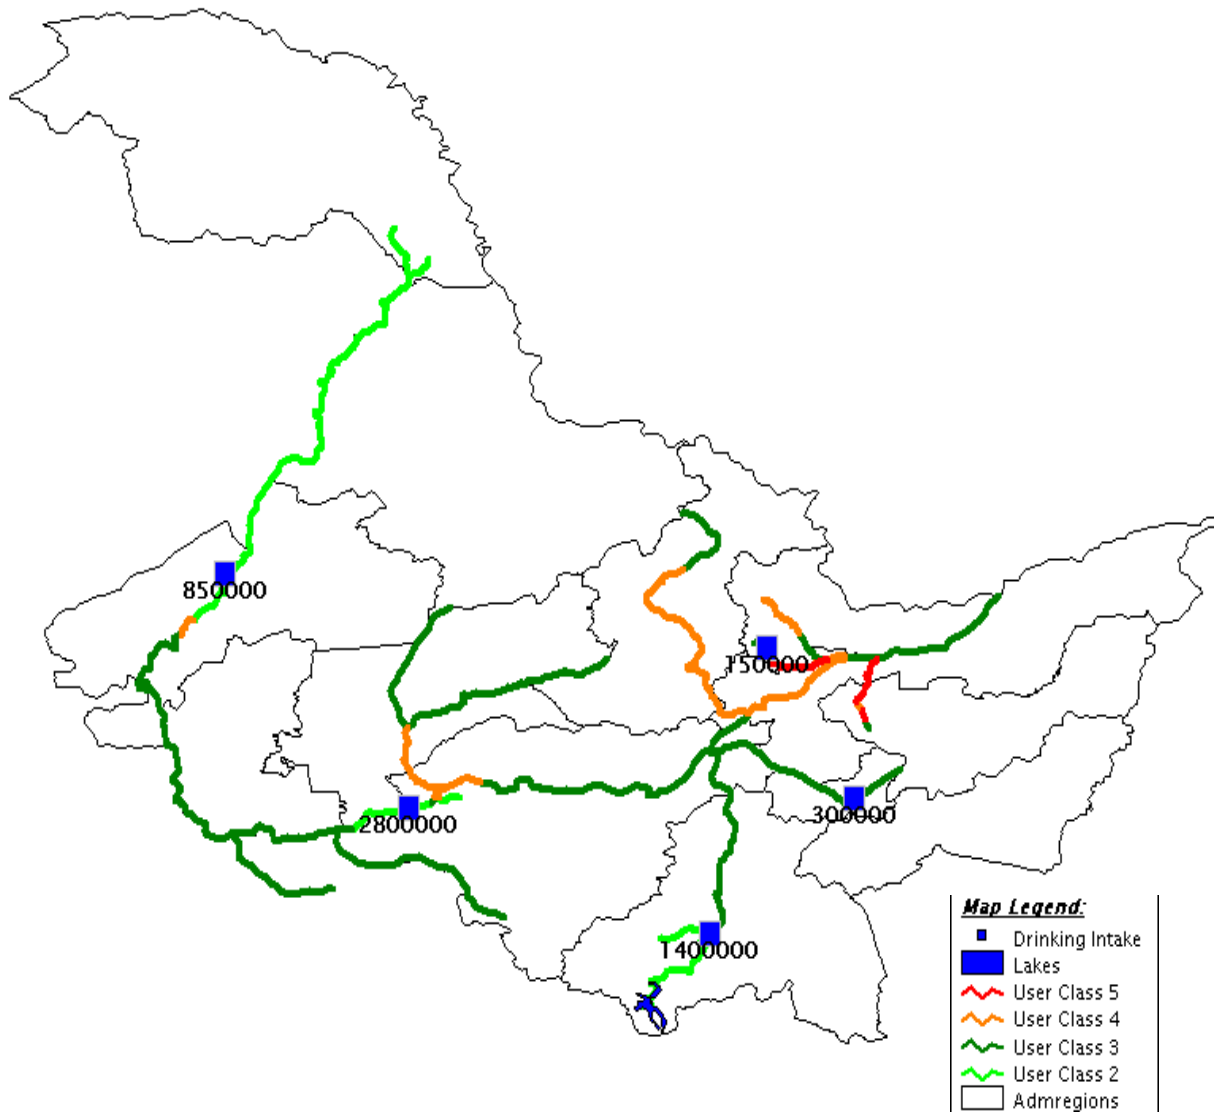 850000
150000
2800000
300000
1400000
Map Legend:
Drinking Intake
Lakes
User Class 5
User Class 4
User Class 3
User Class 2
Admregions